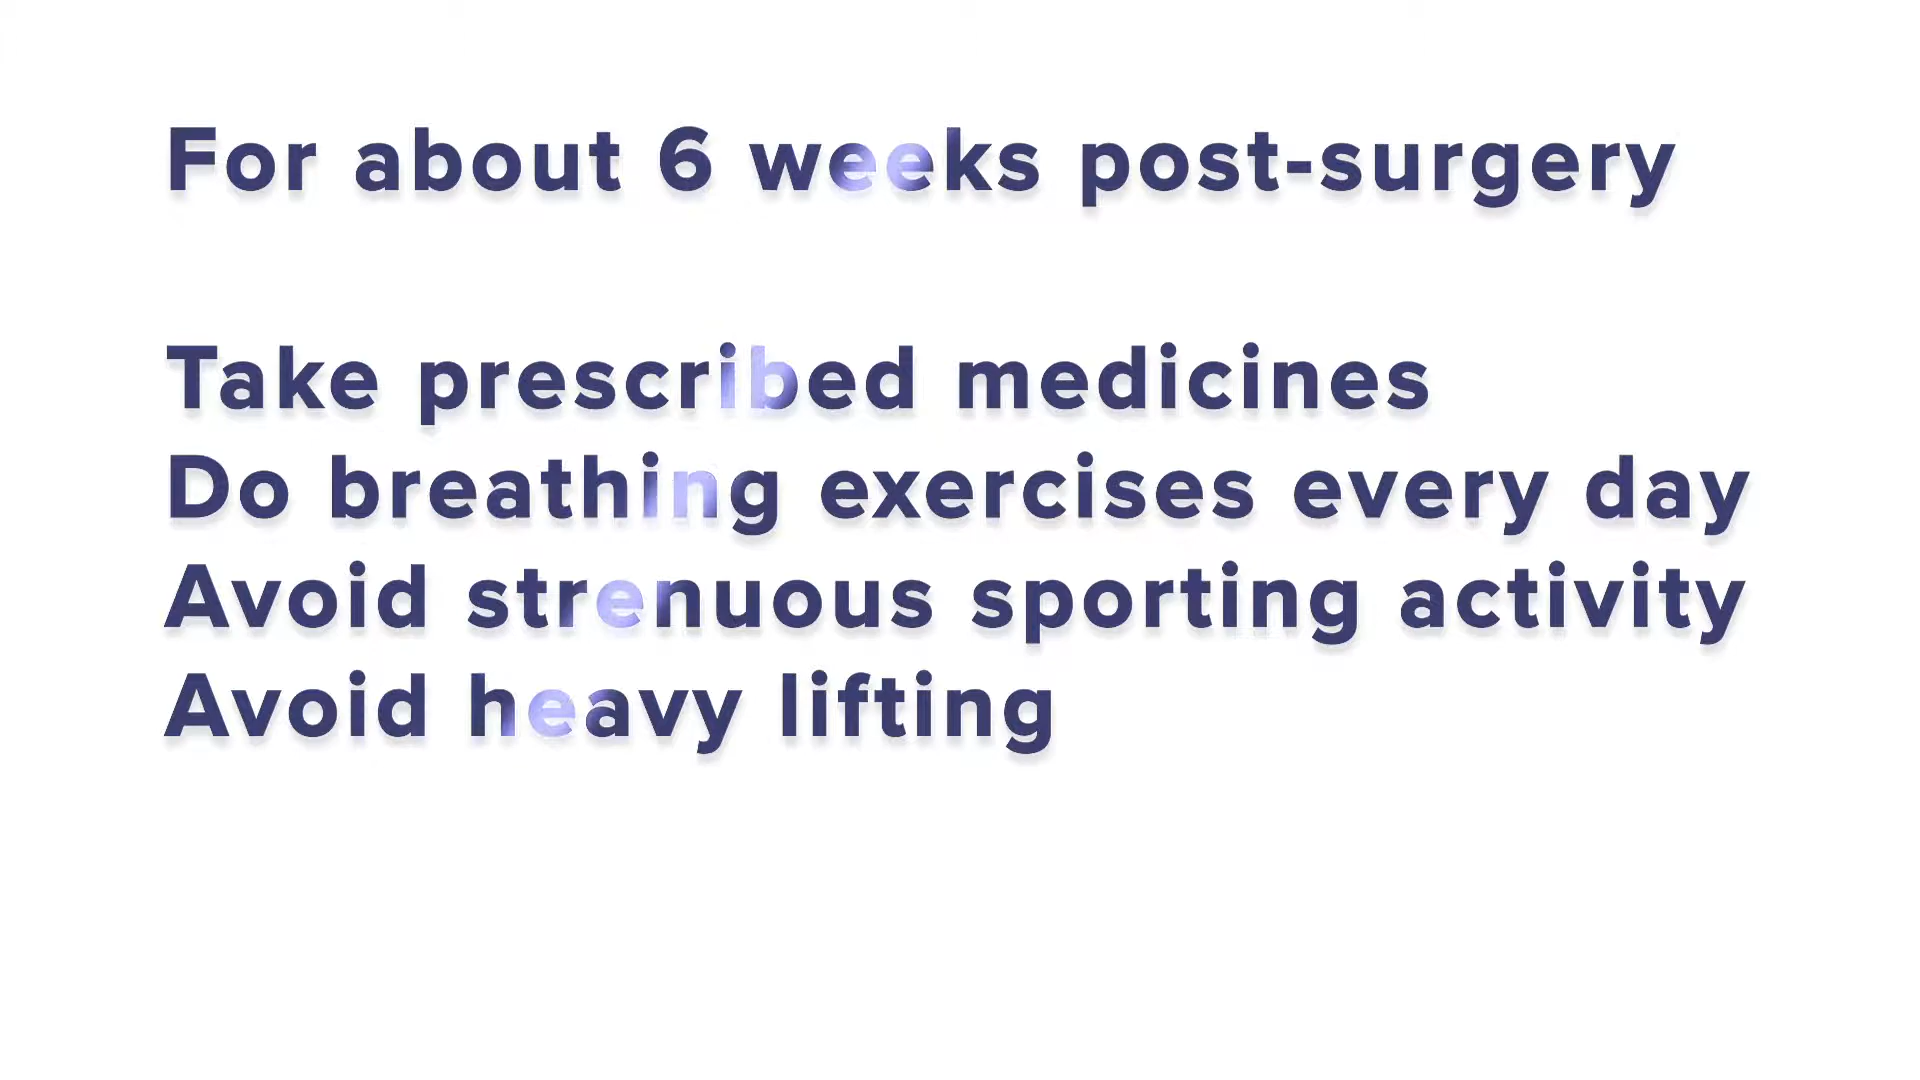 For about 6 weeks post-surgery
Take prescribed medicines
Do breathing exercises every day
Avoid strenuous sporting activity
Avoid heavy lifting